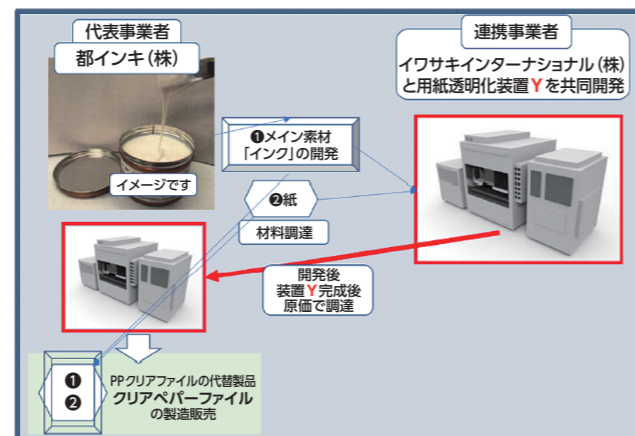 代表事業者
都インキ(株)
イメージです
連携事業者
イワサキインターナショナル(株)
と用紙透明化装置Yを共同開発
❶メイン素材
「インク」の開発
❷紙
材料調達
開発後
装置Y完成後
原価で調達
❶
❷
PPクリアファイルの代替製品
クリアペーパーファイル
の製造販売